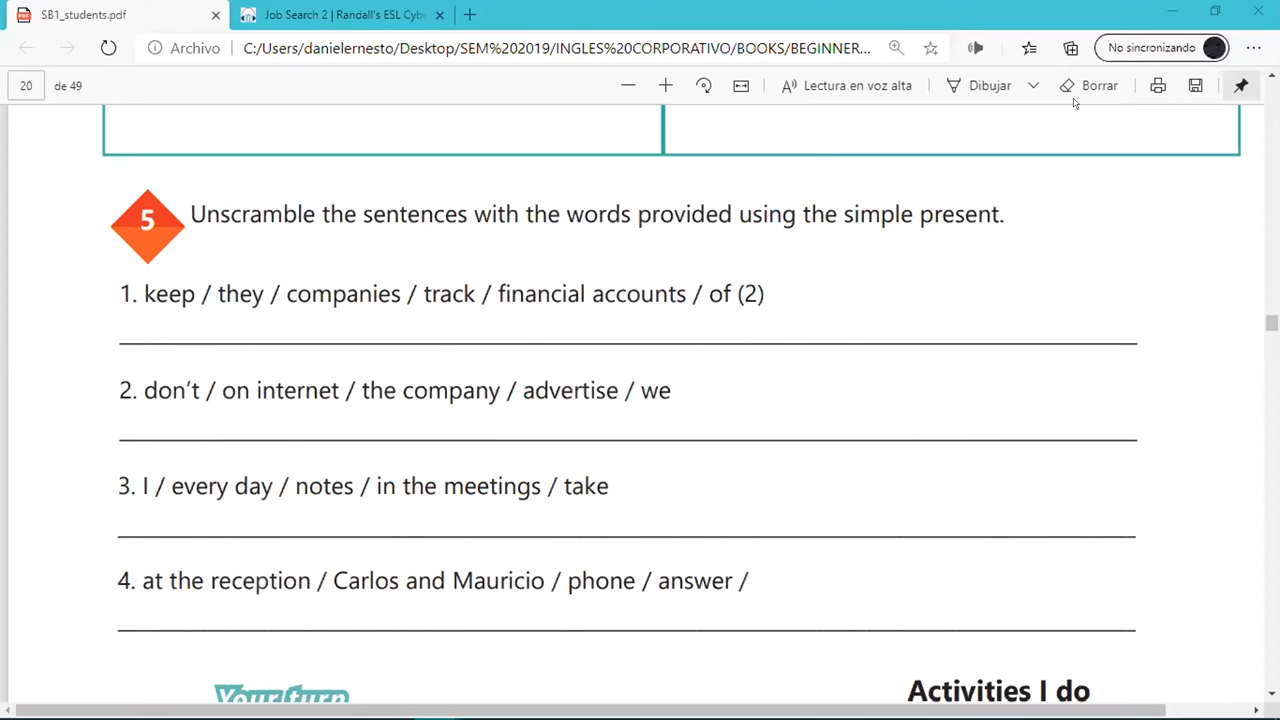 SB1_students.pdf
Job Search 2 | Randall's ESL Cyb
Archivo
C:/Users/danielernesto/Desktop/SEM%202019/INGLES%20CORPORATIVO/BOOKS/BEGINNER...
No sincronizando
20 de 49
Lectura en voz alta
Dibujar
Borrar
5 Unscramble the sentences with the words provided using the simple present.
1. keep / they / companies / track / financial accounts / of (2)
2. don't / on internet / the company / advertise / we
3. I / every day / notes / in the meetings / take
4. at the reception / Carlos and Mauricio / phone / answer /
Your turn
Activities I do